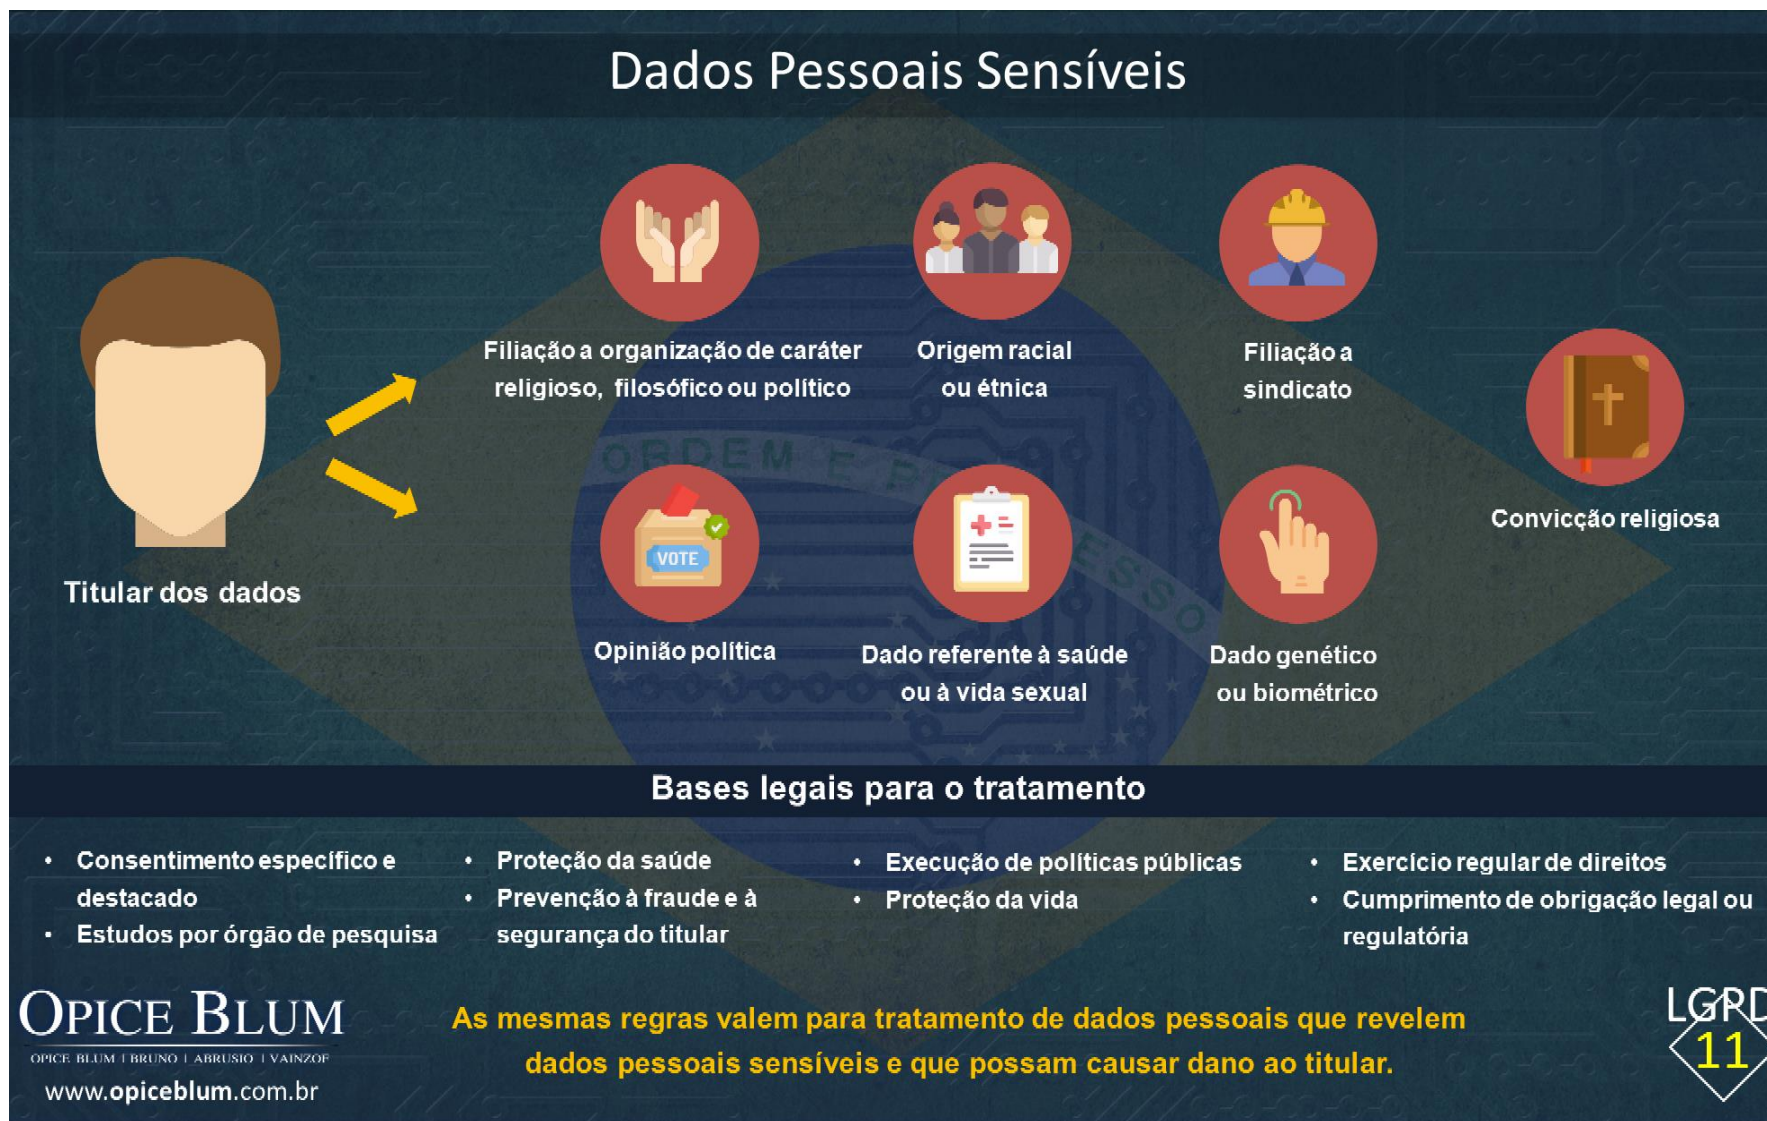 Dados Pessoais Sensíveis
Filiação a organização de caráter
religioso, filosófico ou político
Origem racial
ou étnica
Filiação a
sindicato
Convicção religiosa
ORDEM E P ESSO
VOTE
Titular dos dados
Opinião política
Dado referente à saúde
ou à vida sexual
Dado genético
ou biométrico
Bases legais para o tratamento
• Consentimento específico e
destacado
• Estudos por órgão de pesquisa
• Proteção da saúde
• Prevenção à fraude e à
segurança do titular
• Execução de políticas públicas
• Proteção da vida
• Exercício regular de direitos
• Cumprimento de obrigação legal ou
regulatória
OPICE BLUM
OPICE BLUM | BRUNO | ABRUSIO | VAINZOF
www.opiceblum.com.br
As mesmas regras valem para tratamento de dados pessoais que revelem
dados pessoais sensíveis e que possam causar dano ao titular.
LGPD
11